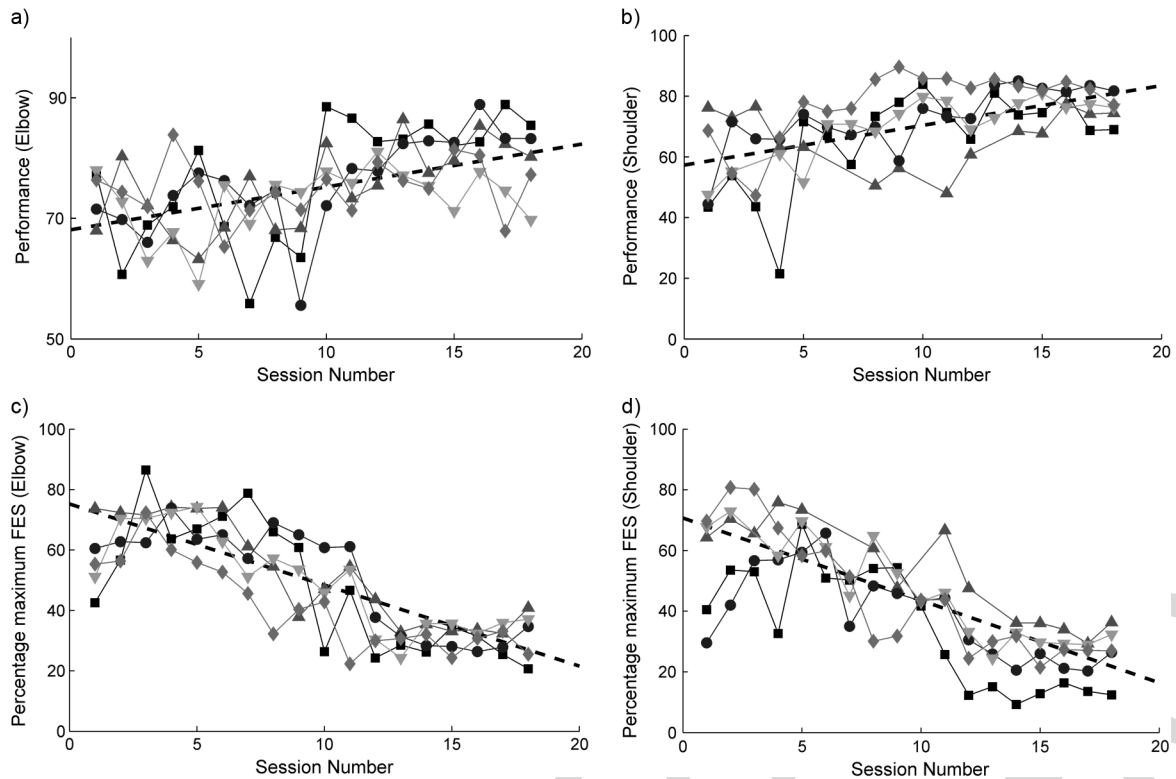 a)
Performance (Elbow)
90
70
50
0 5 10 15 20
Session Number
b)
Performance (Shoulder)
100
80
60
40
20
0
0 5 10 15 20
Session Number
c)
Percentage maximum FES (Elbow)
100
80
60
40
20
0
0 5 10 15 20
Session Number
d)
Percentage maximum FES (Shoulder)
100
80
60
40
20
0
0 5 10 15 20
Session Number